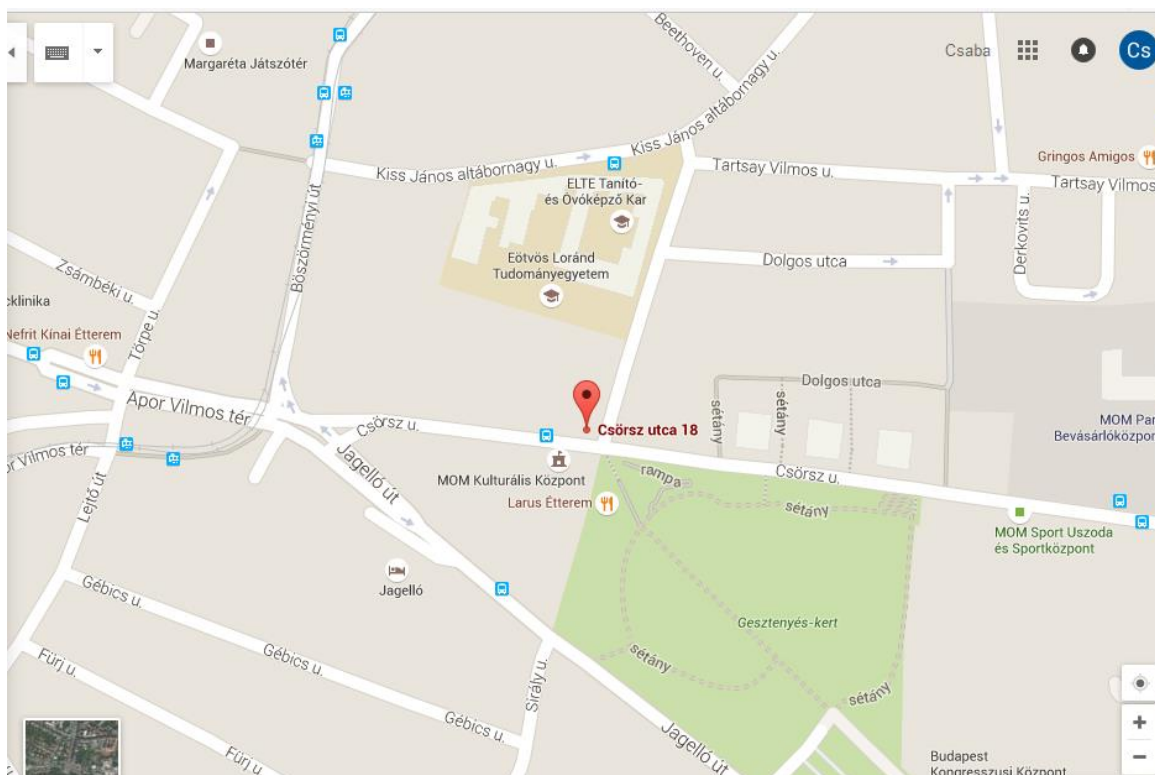 Beethoven u.
Margaréta Játszótér
Csaba
Cs
Kiss János altábornagy u.
Kiss János altábornagy u.
Gringos Amigos
Tartsay Vilmos u.
Tartsay Vilmos
ELTE Tanító-
és Óvóképző Kar
Derkovits u.
Böszörményi út
Eötvös Loránd
Tudományegyetem
Dolgos utca
Zsámbéki u.
cklinika
Nefrit Kínai Étterem
Törpe u.
Dolgos utca
Apor Vilmos tér
sétány
sétány
Csörsz u.
Csörsz utca 18
MOM Par
Bevásárlóközpon
or Vilmos tér
Jagelló út
MOM Kulturális Központ
rampa
Csörsz u.
Larus Étterem
sétány
Lejtő út
MOM Sport Uszoda
és Sportközpont
Jagelló
Gébics u.
Gesztenyés-kert
Gébics u.
Fürj u.
sétány
Sirály u.
sétány
Gébics u.
Jagelló út
Fürj u
Budapest
Kongresszusi Központ